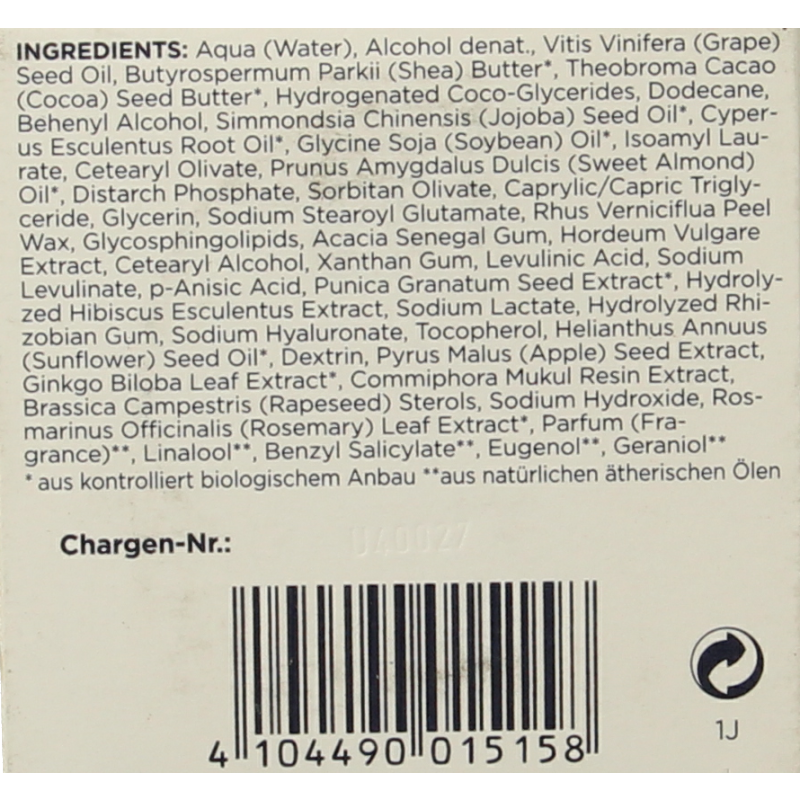 INGREDIENTS: Aqua (Water), Alcohol denat., Vitis Vinifera (Grape)
Seed Oil, Butyrospermum Parkii (Shea) Butter*, Theobroma Cacao
(Cocoa) Seed Butter*, Hydrogenated Coco-Glycerides, Dodecane,
Behenyl Alcohol, Simmondsia Chinensis (Jojoba) Seed Oil*, Cyper-
us Esculentus Root Oil*, Glycine Soja (Soybean) Oil*, Isoamyl Lau-
rate, Cetearyl Olivate, Prunus Amygdalus Dulcis (Sweet Almond)
Oil*, Distarch Phosphate, Sorbitan Olivate, Caprylic/Capric Trigly-
ceride, Glycerin, Sodium Stearoyl Glutamate, Rhus Verniciflua Peel
Wax, Glycosphingolipids, Acacia Senegal Gum, Hordeum Vulgare
Extract, Cetearyl Alcohol, Xanthan Gum, Levulinic Acid, Sodium
Levulinate, p-Anisic Acid, Punica Granatum Seed Extract*, Hydroly-
zed Hibiscus Esculentus Extract, Sodium Lactate, Hydrolyzed Rhi-
zobian Gum, Sodium Hyaluronate, Tocopherol, Helianthus Annuus
(Sunflower) Seed Oil*, Dextrin, Pyrus Malus (Apple) Seed Extract,
Ginkgo Biloba Leaf Extract*, Commiphora Mukul Resin Extract,
Brassica Campestris (Rapeseed) Sterols, Sodium Hydroxide, Ros-
marinus Officinalis (Rosemary) Leaf Extract*, Parfum (Fra-
grance)**, Linalool**, Benzyl Salicylate**, Eugenol**, Geraniol**
* aus kontrolliert biologischem Anbau **aus natürlichen ätherischen Ölen
Chargen-Nr.:
4 104490 015158
1J